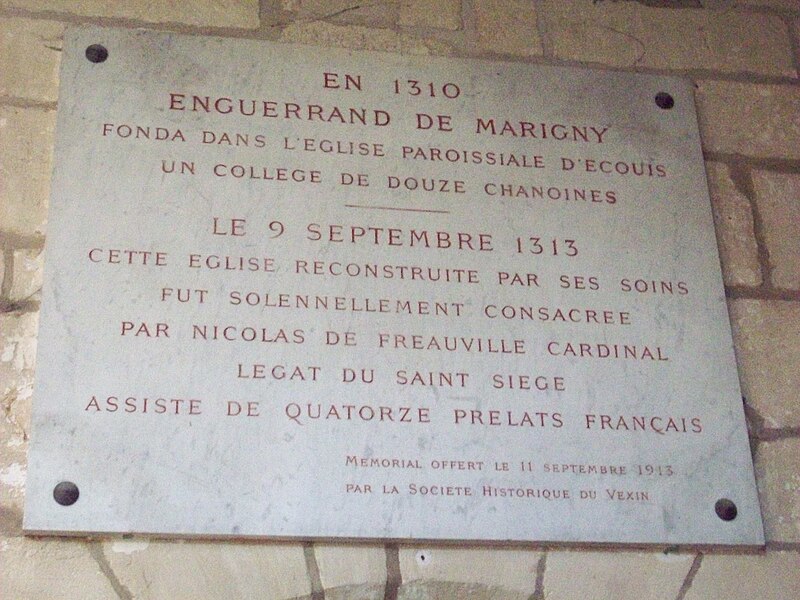 EN 1310
ENGUERRAND DE MARIGNY
FONDA DANS L'EGLISE PAROISSIALE D'ECOUIS
UN COLLEGE DE DOUZE CHANOINES
LE 9 SEPTEMBRE 1313
CETTE EGLISE RECONSTRUITE PAR SES SOINS
FUT SOLENNELLEMENT CONSACREE
PAR NICOLAS DE FREAUVILLE CARDINAL
LEGAT DU SAINT SIEGE
ASSISTE DE QUATORZE PRELATS FRANÇAIS
MEMORIAL OFFERT LE 11 SEPTEMBRE 1913
PAR LA SOCIETE HISTORIQUE DU VEXIN